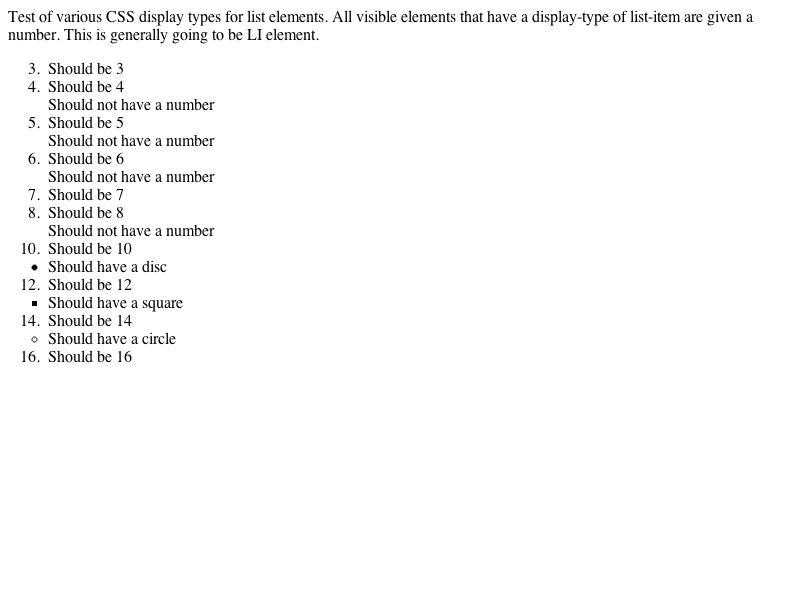 Test of various CSS display types for list elements. All visible elements that have a display-type of list-item are given a
number. This is generally going to be LI element.
3. Should be 3
4. Should be 4
Should not have a number
5. Should be 5
Should not have a number
6. Should be 6
Should not have a number
7. Should be 7
8. Should be 8
Should not have a number
10. Should be 10
• Should have a disc
12. Should be 12
▪ Should have a square
14. Should be 14
◦ Should have a circle
16. Should be 16